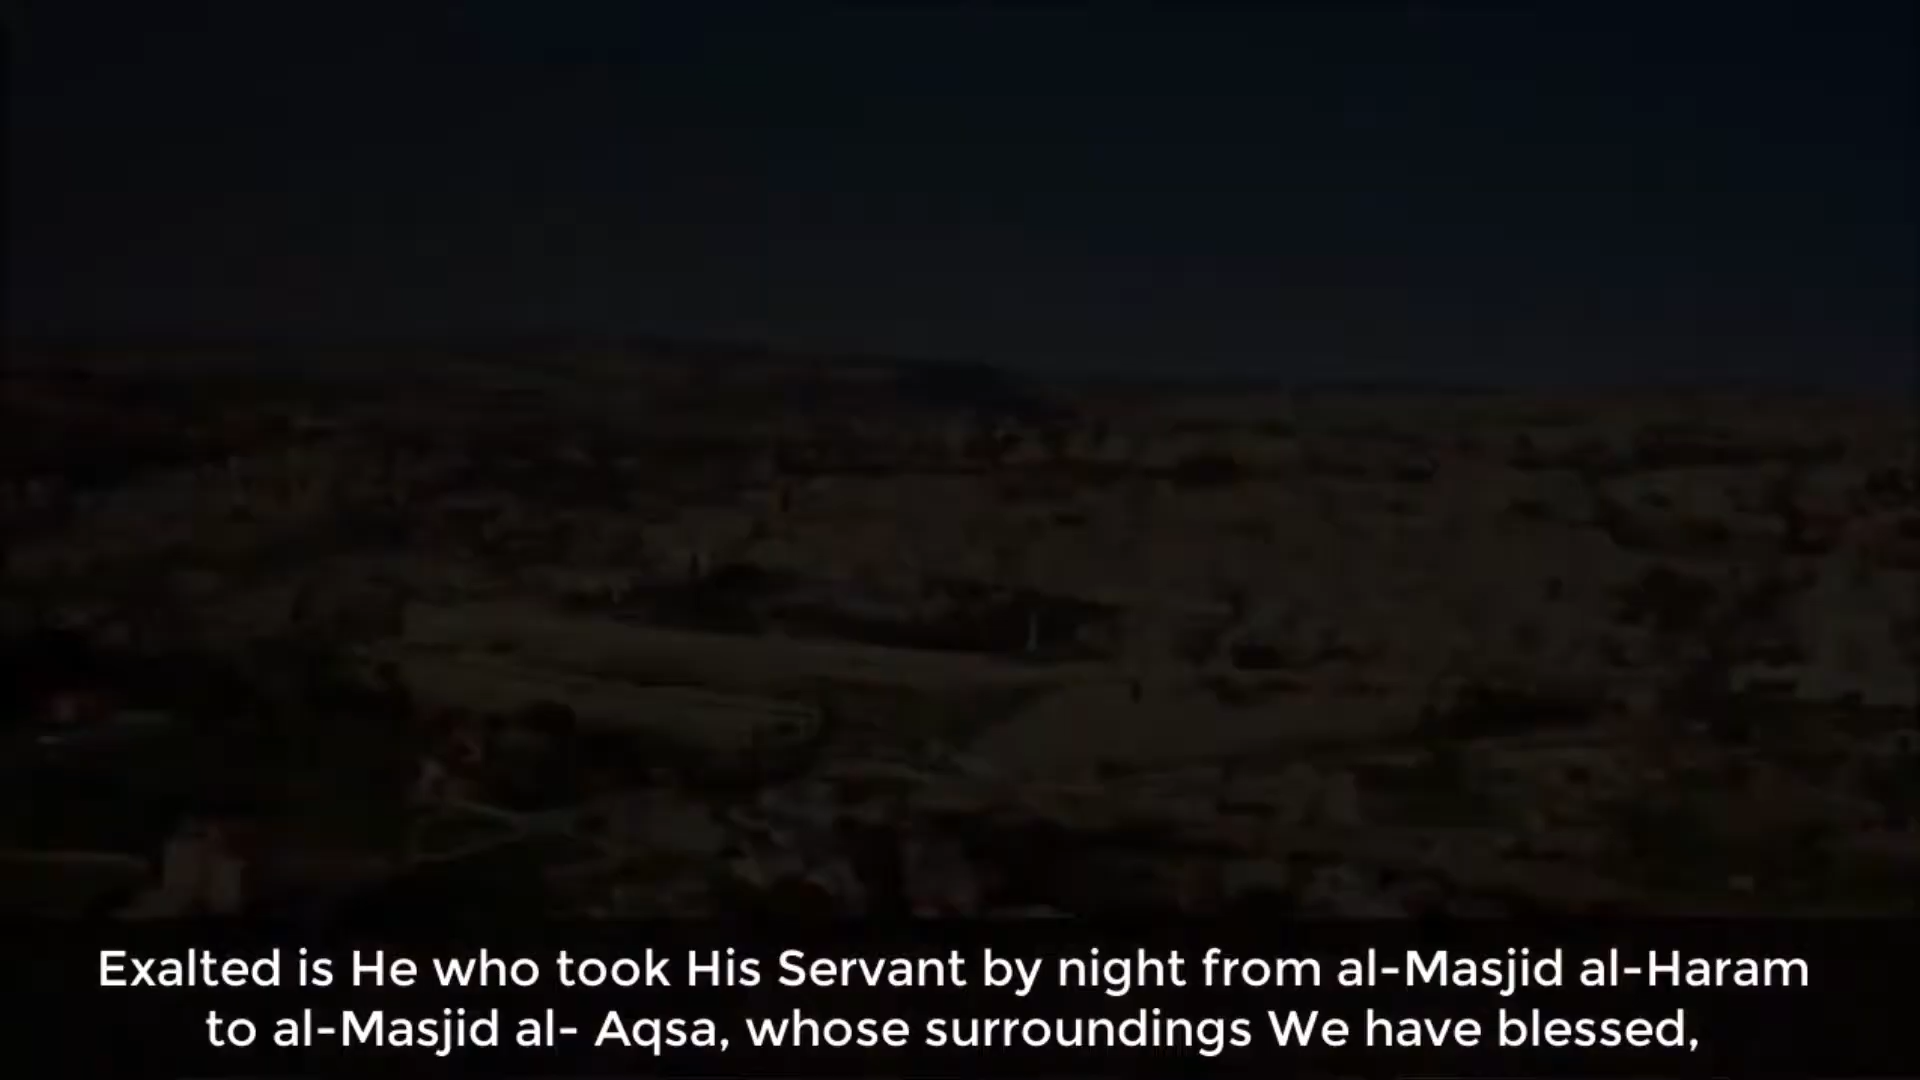 Exalted is He who took His Servant by night from al-Masjid al-Haram
to al-Masjid al- Aqsa, whose surroundings We have blessed,